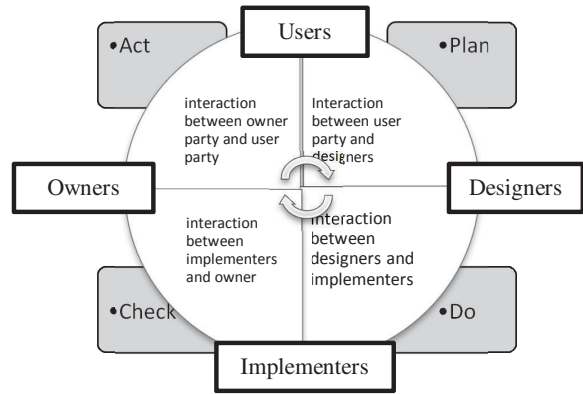 Users
•Act
•Plan
interaction
between owner
party and user
party
Interaction
between user
party and
designers
Owners
Designers
interaction
between
implementers
and owner
interaction
between
designers and
implementers
•Check
•Do
Implementers